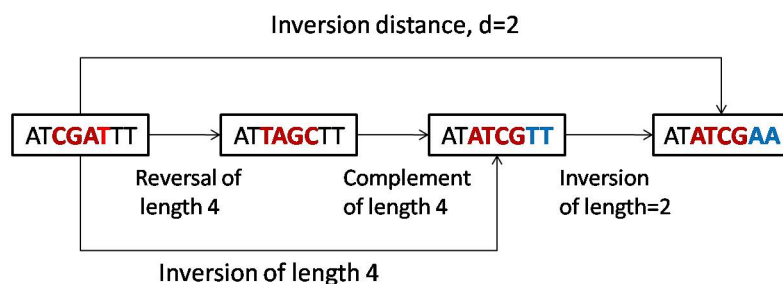 Inversion distance, d=2
ATCGATTT
ATTAGCTT
ATATCGTT
ATATCGAA
Reversal of
length 4
Complement
of length 4
Inversion
of length=2
Inversion of length 4